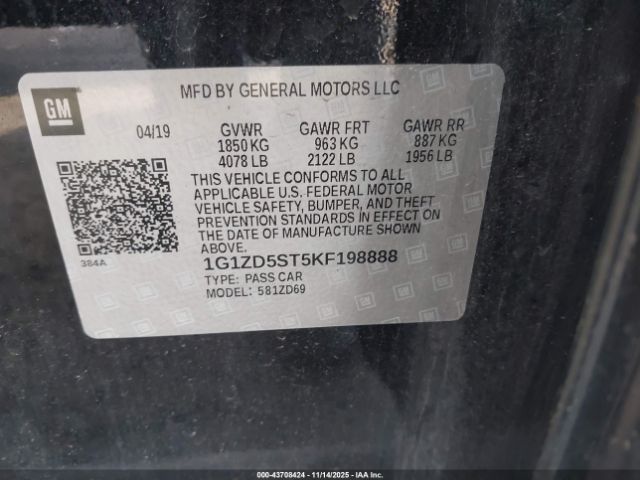 GM
MFD BY GENERAL MOTORS LLC
04/19 GVWR GAWR FRT GAWR RR
1850 KG 963 KG 887 KG
4078 LB 2122 LB 1956 LB
THIS VEHICLE CONFORMS TO ALL
APPLICABLE U.S. FEDERAL MOTOR
VEHICLE SAFETY, BUMPER, AND THEFT
PREVENTION STANDARDS IN EFFECT ON
THE DATE OF MANUFACTURE SHOWN
ABOVE.
384A
1G1ZD5ST5KF198888
TYPE: PASS CAR
MODEL: 581ZD69
000-43708424 | 11/14/2025 | IAA Inc.